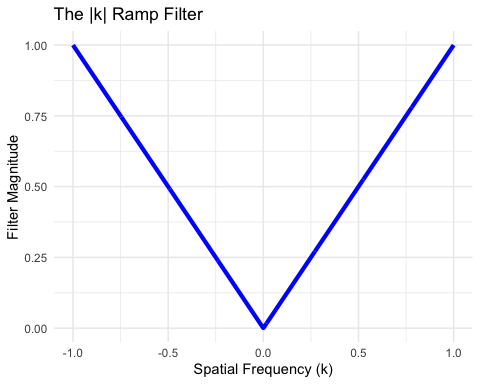 The |k| Ramp Filter
1.00
0.75
0.50
0.25
0.00
Filter Magnitude
-1.0 -0.5 0.0 0.5 1.0
Spatial Frequency (k)